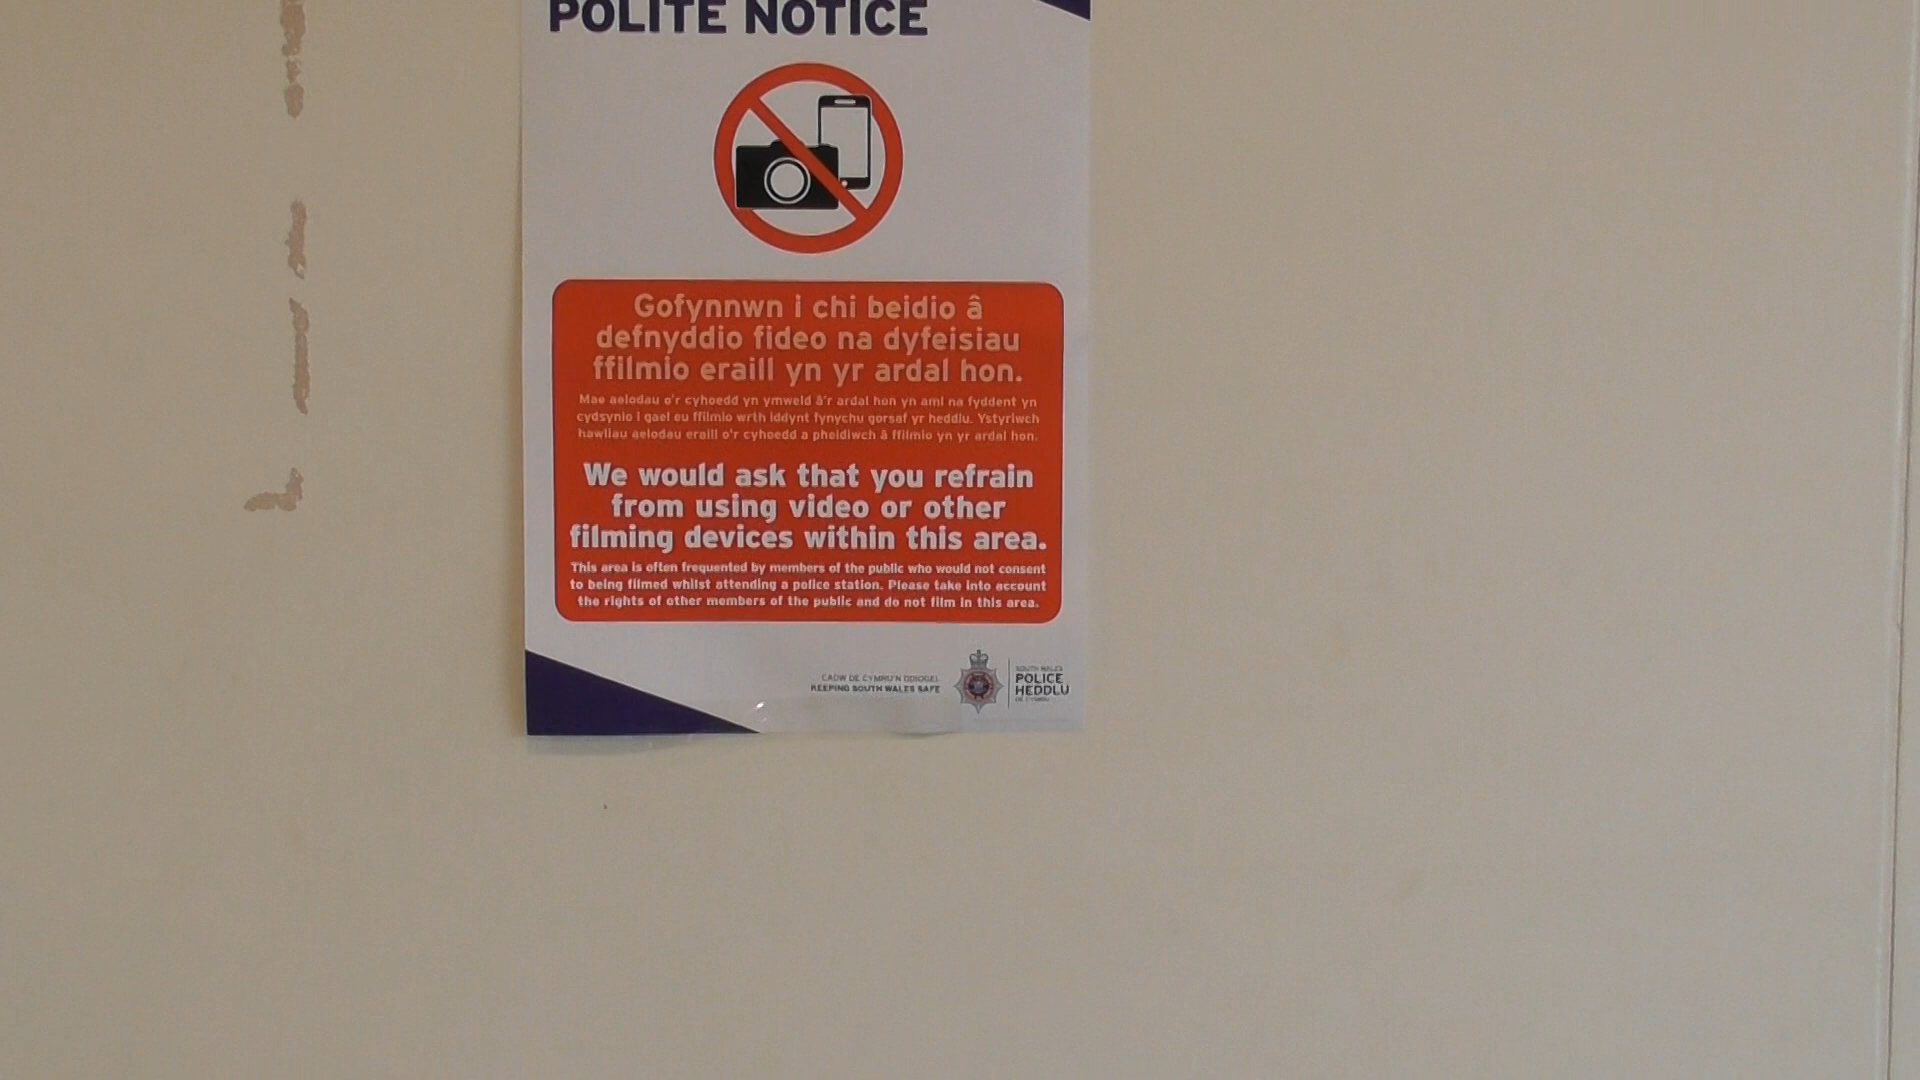 POLITE NOTICE
Gofynnwn i chi beidio â
defnyddio fideo na dyfeisiau
ffilmio eraill yn yr ardal hon.
Mae aelodau o'r cyhoedd yn ymweld â'r ardal hon yn aml na fyddent yn
cydsynio i gael eu ffilmio wrth iddynt fynychu gorsaf yr heddlu. Ystyriwch
hawliau aelodau eraill o'r cyhoedd a pheidiwch â ffilmio yn yr ardal hon.
We would ask that you refrain
from using video or other
filming devices within this area.
This area is often frequented by members of the public who would not consent
to being filmed whilst attending a police station. Please take into account
the rights of other members of the public and do not film in this area.
CADW DE CYMRU'N DDIOGEL
KEEPING SOUTH WALES SAFE
SOUTH WALES
POLICE
HEDDLU
DE CYMRU